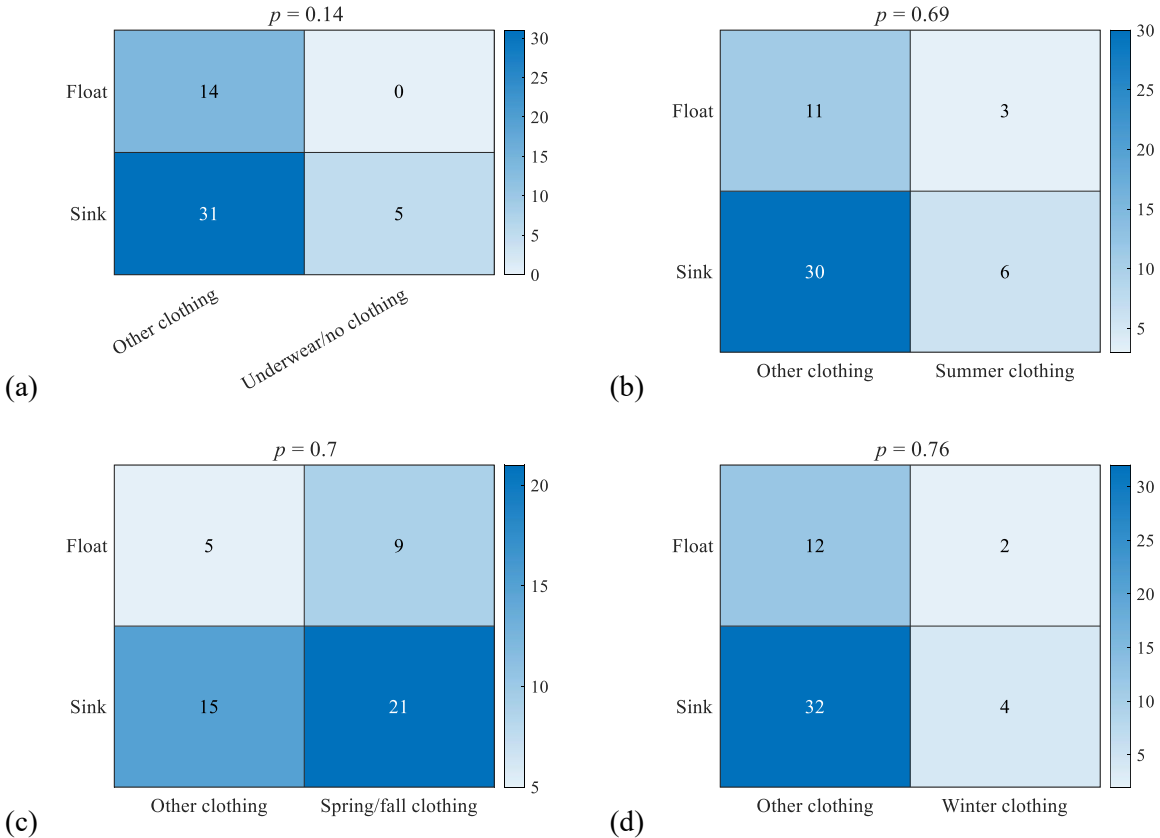 p = 0.14
Float
14
0
Sink
31
5
Other clothing
Underwear/no clothing
30
25
20
15
10
5
0
(a)
p = 0.69
Float
11
3
Sink
30
6
Other clothing
Summer clothing
30
25
20
15
10
5
(b)
p = 0.7
Float
5
9
Sink
15
21
Other clothing
Spring/fall clothing
20
15
10
5
(c)
p = 0.76
Float
12
2
Sink
32
4
Other clothing
Winter clothing
30
25
20
15
10
5
(d)